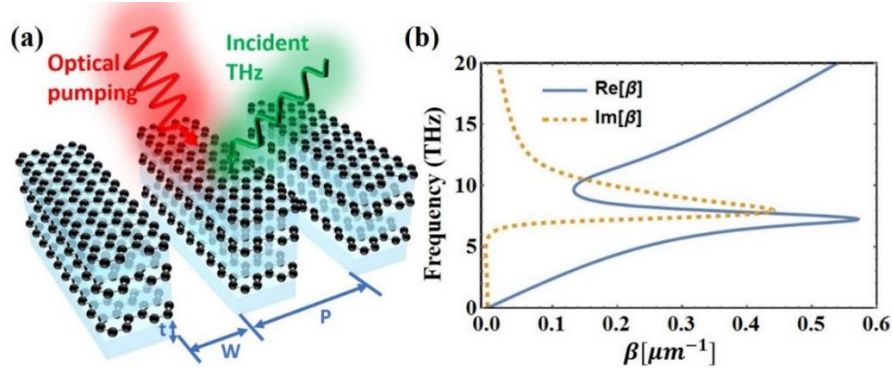 (a)
Optical
pumping
Incident
THz
t
W
P
(b)
Frequency (THz)
20
15
10
5
0
Re[β]
Im[β]
0.0 0.1 0.2 0.3 0.4 0.5 0.6
β[μm⁻¹]